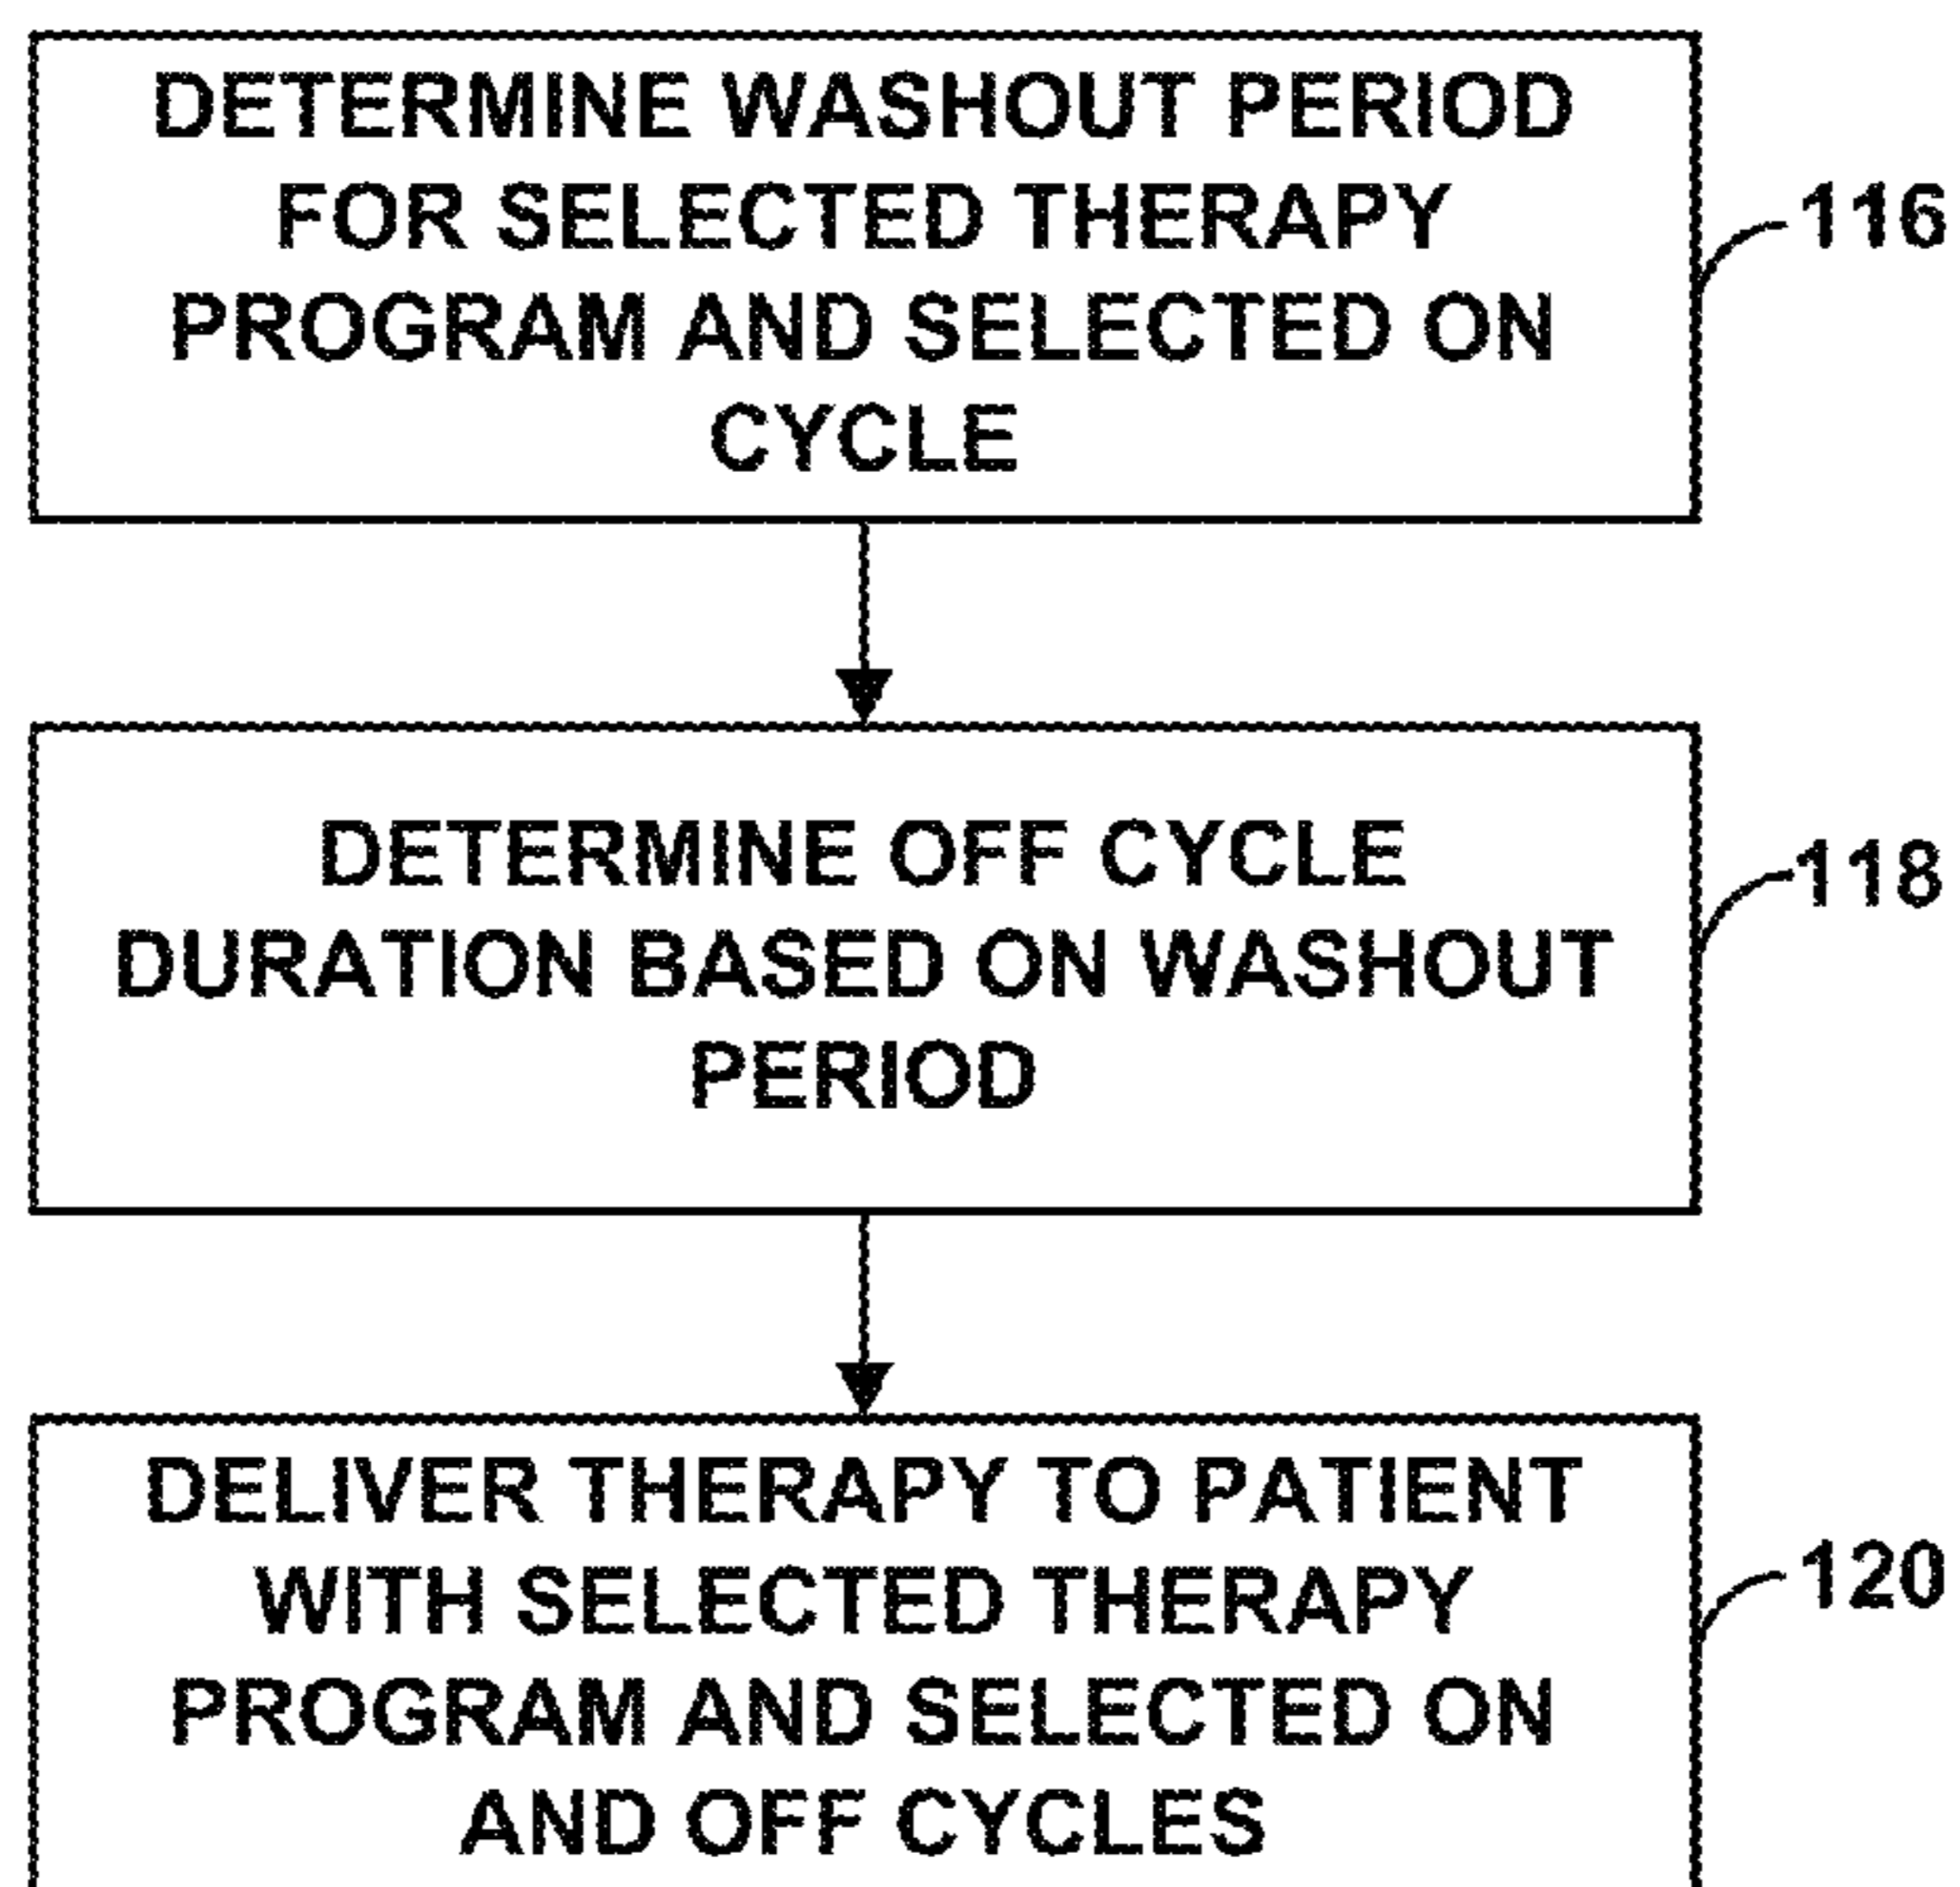 DETERMINE WASHOUT PERIOD
FOR SELECTED THERAPY
PROGRAM AND SELECTED ON
CYCLE
116
DETERMINE OFF CYCLE
DURATION BASED ON WASHOUT
PERIOD
118
DELIVER THERAPY TO PATIENT
WITH SELECTED THERAPY
PROGRAM AND SELECTED ON
AND OFF CYCLES
120